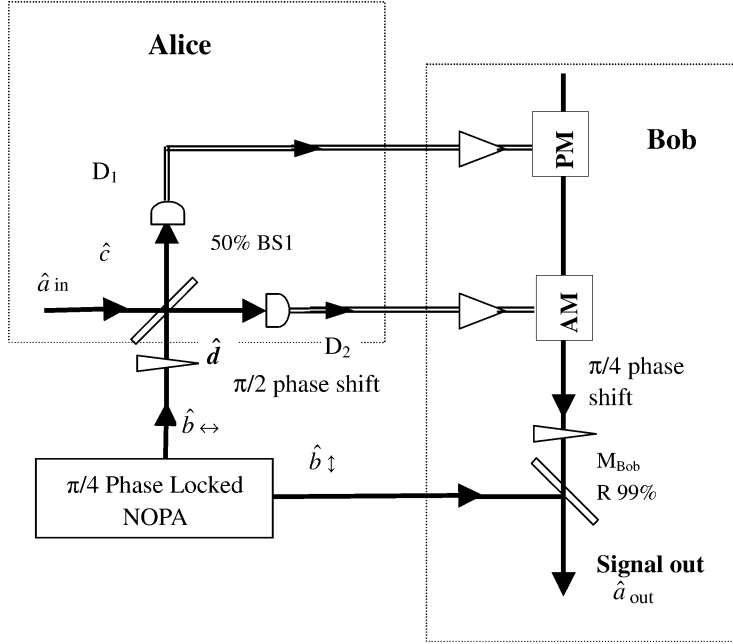 Alice
Bob
PM
D₁
ĉ
50% BS1
â in
AM
D₂
d̂
π/2 phase shift
π/4 phase
shift
b̂ ↔
b̂ ↕
M_Bob
R 99%
π/4 Phase Locked
NOPA
Signal out
â out